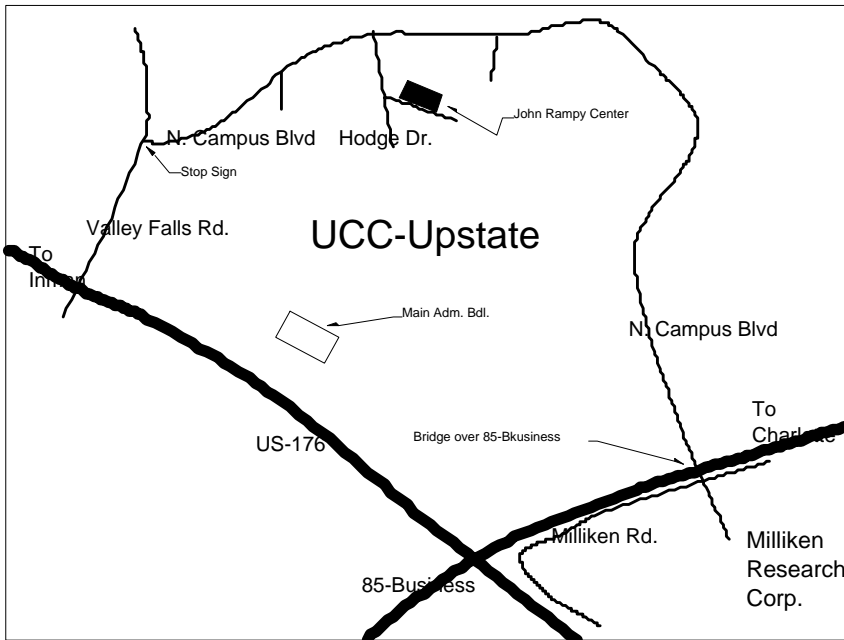 John Rampy Center
N. Campus Blvd
Hodge Dr.
Stop Sign
Valley Falls Rd.
UCC-Upstate
To
Inman
Main Adm. Bdl.
N. Campus Blvd
To
Charlotte
US-176
Bridge over 85-Bkusiness
Milliken Rd.
Milliken
Research
Corp.
85-Business